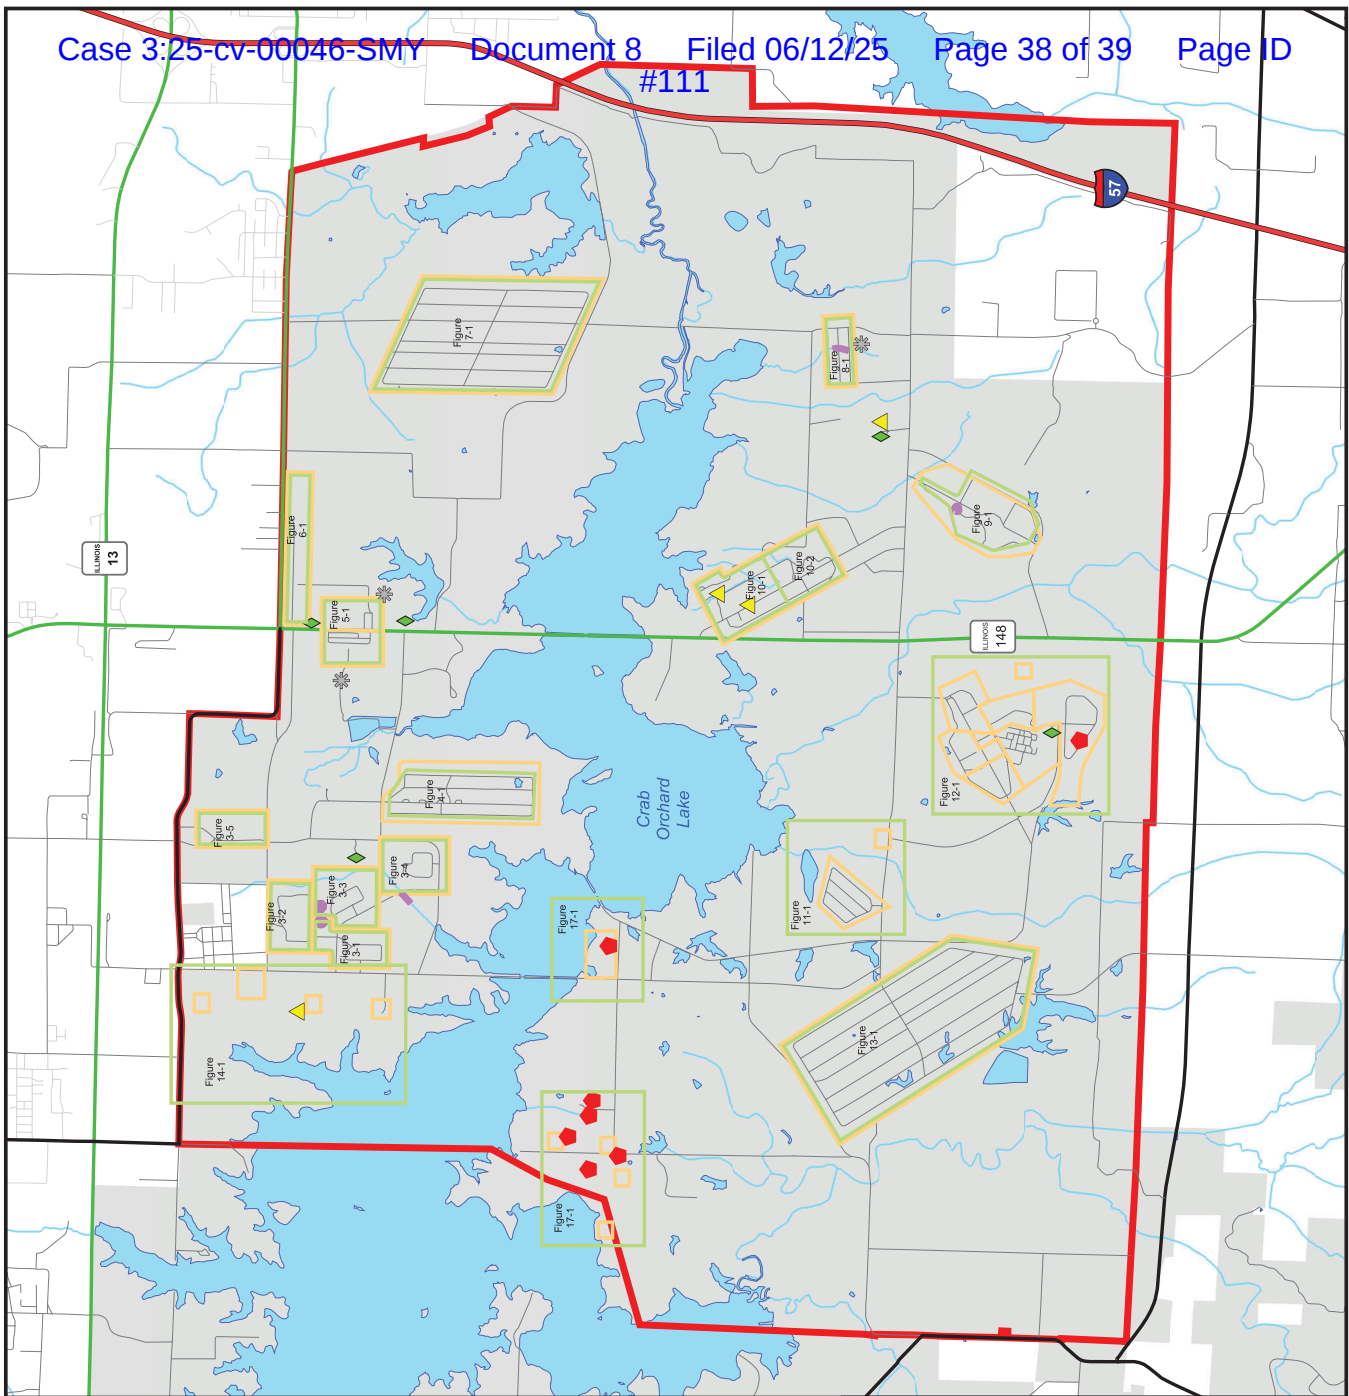 Case 3:25-cv-00046-SMY Document 8 Filed 06/12/25 Page 38 of 39 Page ID
#111
57
Figure
7-1
Figure
8-1
Figure
6-1
ILLINOIS
13
Figure
9-1
Figure
10-2
Figure
10-1
Figure
5-1
ILLINOIS
148
Figure
4-1
Crab
Orchard
Lake
Figure
12-1
Figure
3-5
Figure
3-4
Figure
3-3
Figure
3-2
Figure
3-1
Figure
17-1
Figure
11-1
Figure
13-1
Figure
14-1
Figure
17-1